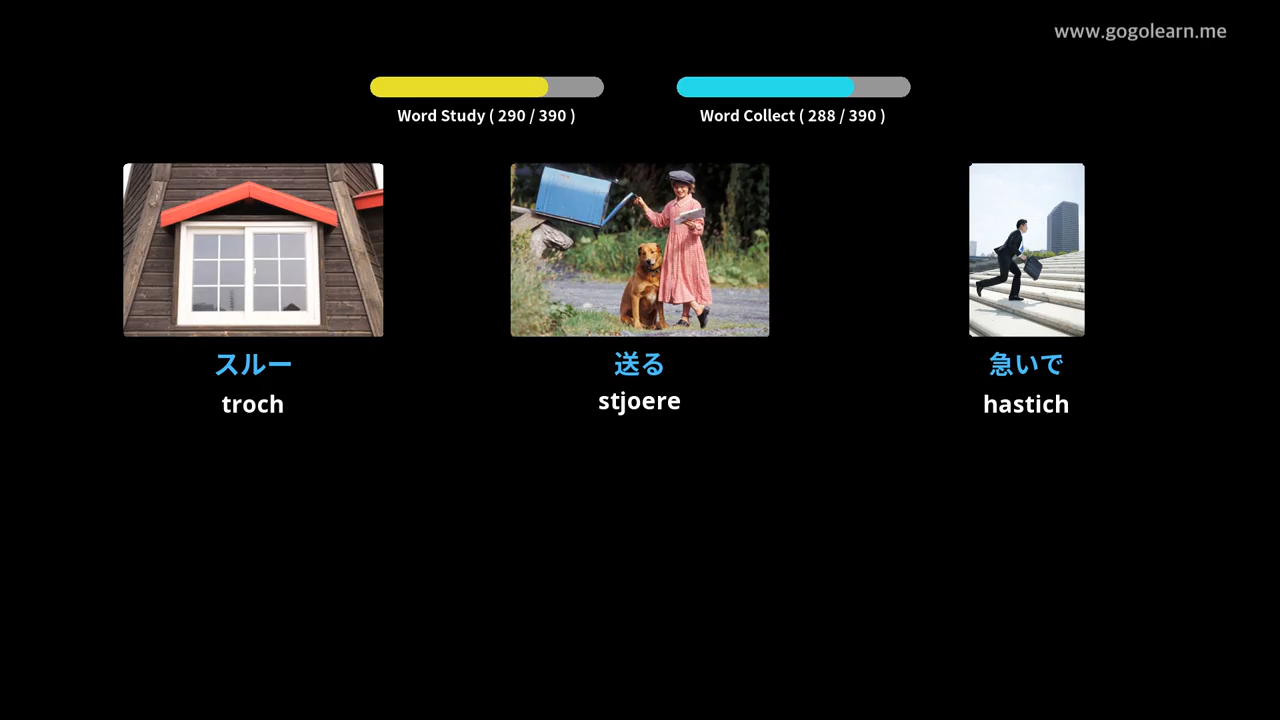 www.gogolearn.me
Word Study ( 290 / 390 )
Word Collect ( 288 / 390 )
スルー
troch
送る
stjoere
急いで
hastich